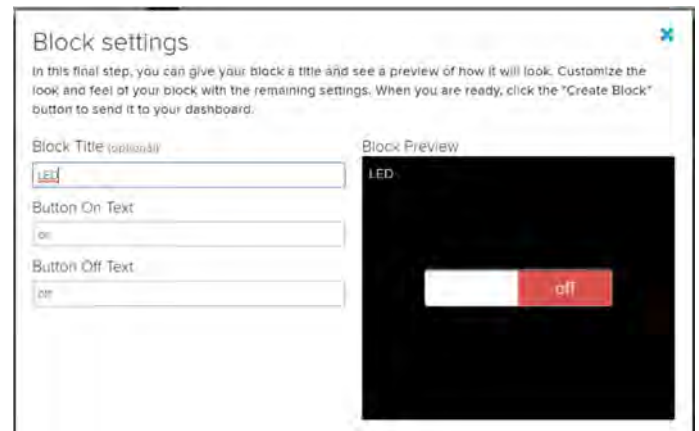 Block settings
In this final step, you can give your block a title and see a preview of how it will look. Customize the
look and feel of your block with the remaining settings. When you are ready, click the "Create Block"
button to send it to your dashboard.
Block Title (optional)
LED
Button On Text
on
Button Off Text
off
Block Preview
LED
off